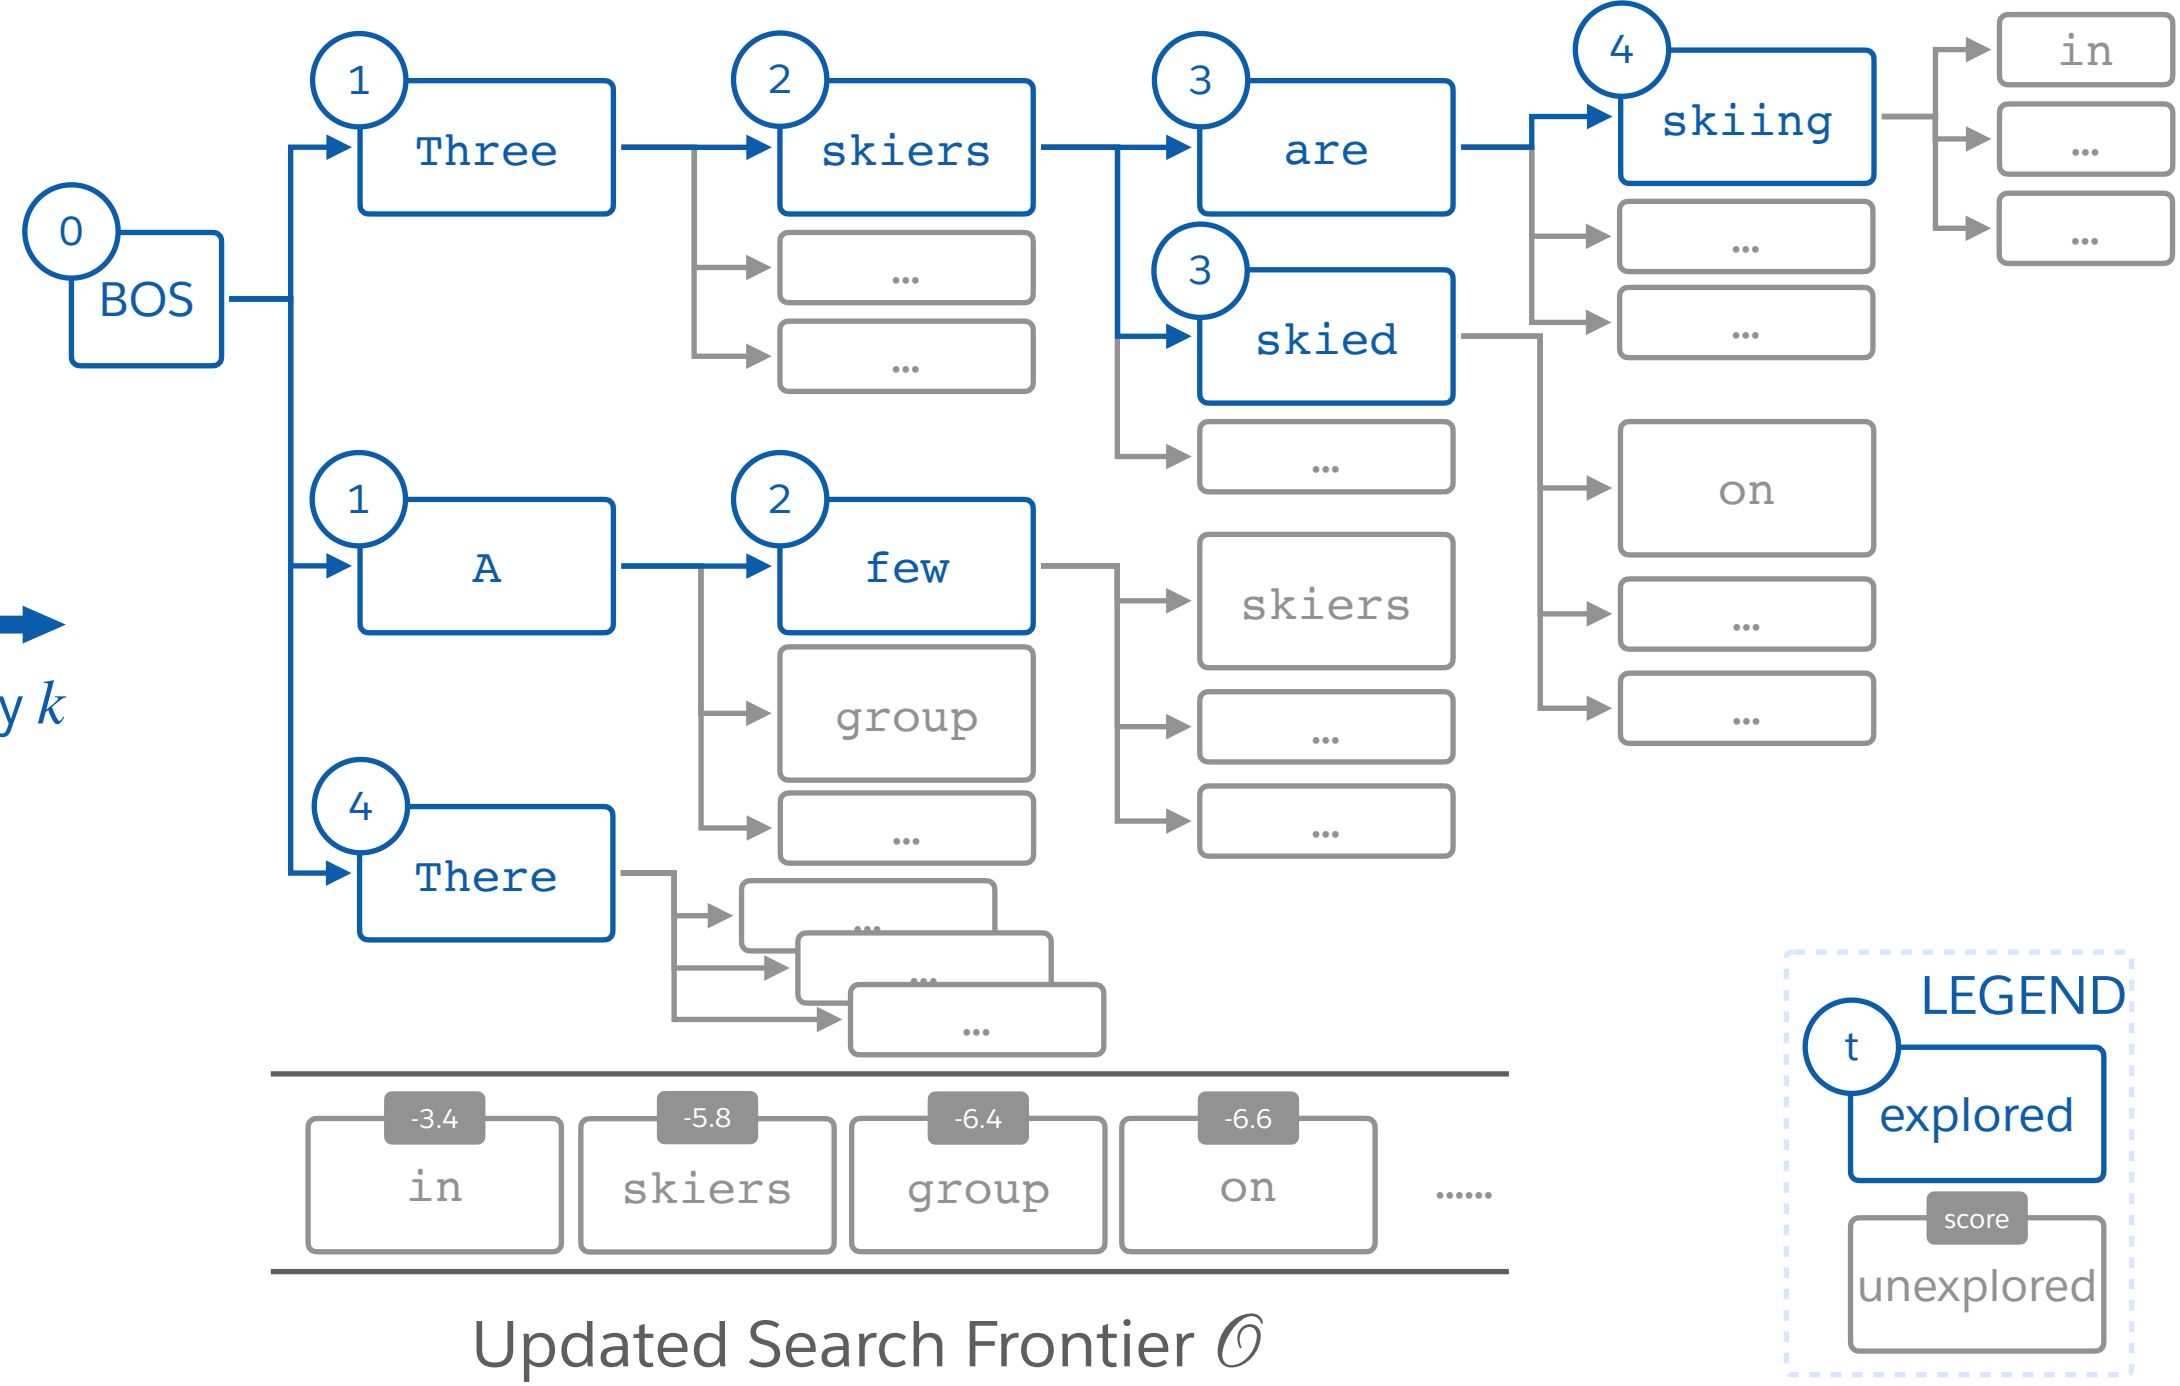 0
BOS
1
Three
2
skiers
...
...
3
are
3
skied
...
4
skiing
...
...
in
...
...
on
...
...
1
A
2
few
group
...
skiers
...
...
4
There
...
...
...
y k
-3.4
in
-5.8
skiers
-6.4
group
-6.6
on
......
Updated Search Frontier 𝒪
LEGEND
t
explored
score
unexplored